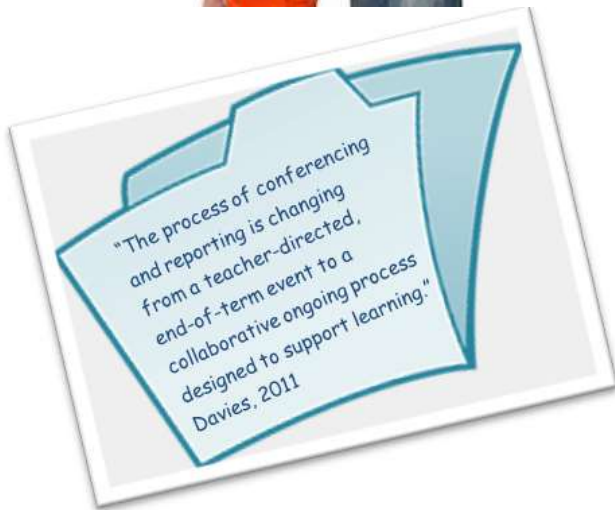 “The process of conferencing
and reporting is changing
from a teacher-directed,
end-of-term event to a
collaborative ongoing process
designed to support learning.”
Davies, 2011